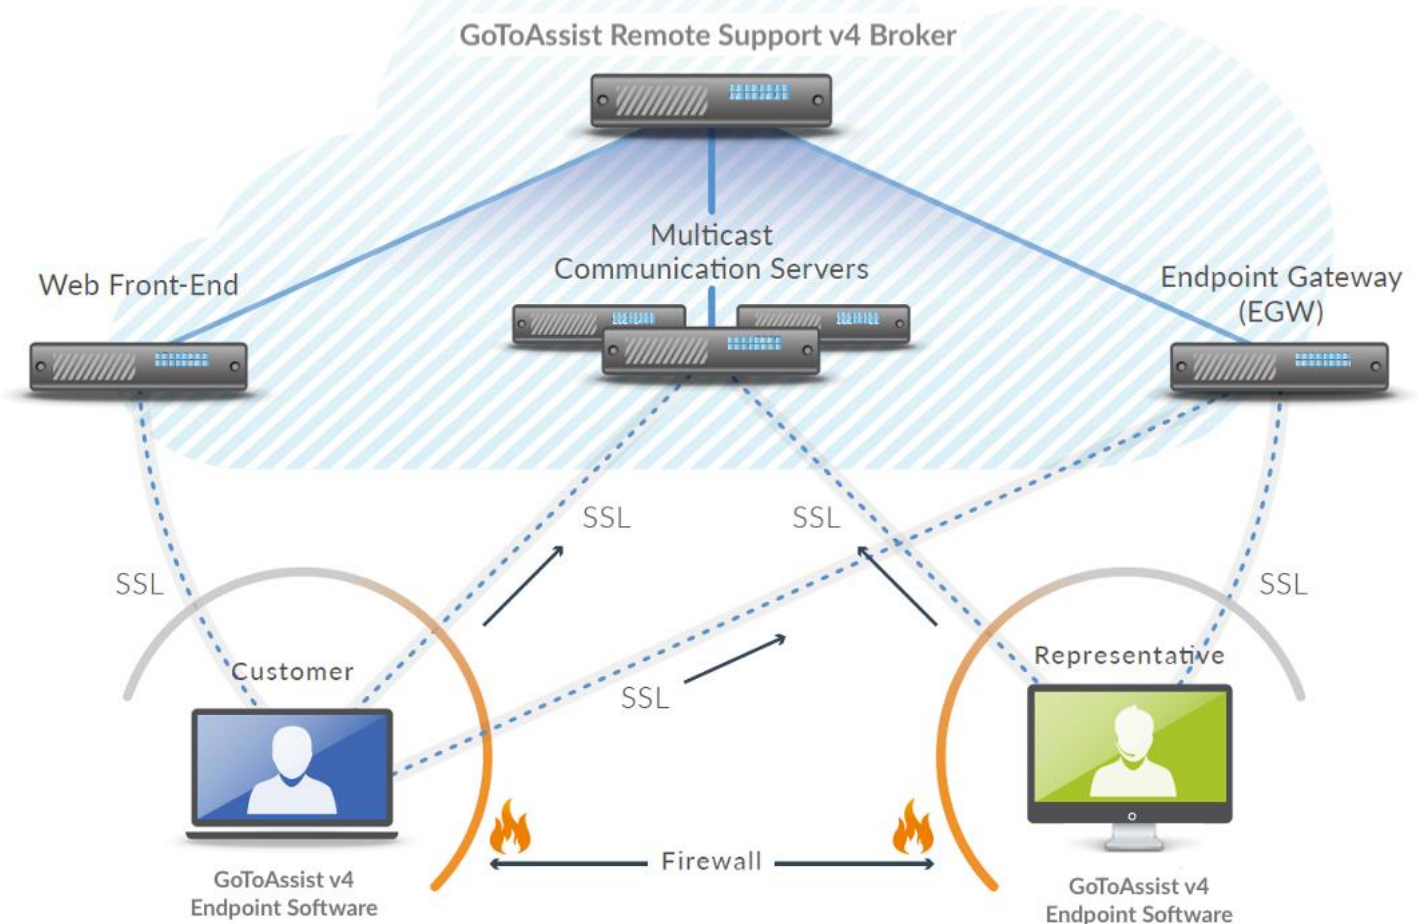 GoToAssist Remote Support v4 Broker
Multicast
Communication Servers
Web Front-End
Endpoint Gateway
(EGW)
SSL
SSL
SSL
SSL
Customer
Representative
SSL
Firewall
GoToAssist v4
Endpoint Software
GoToAssist v4
Endpoint Software